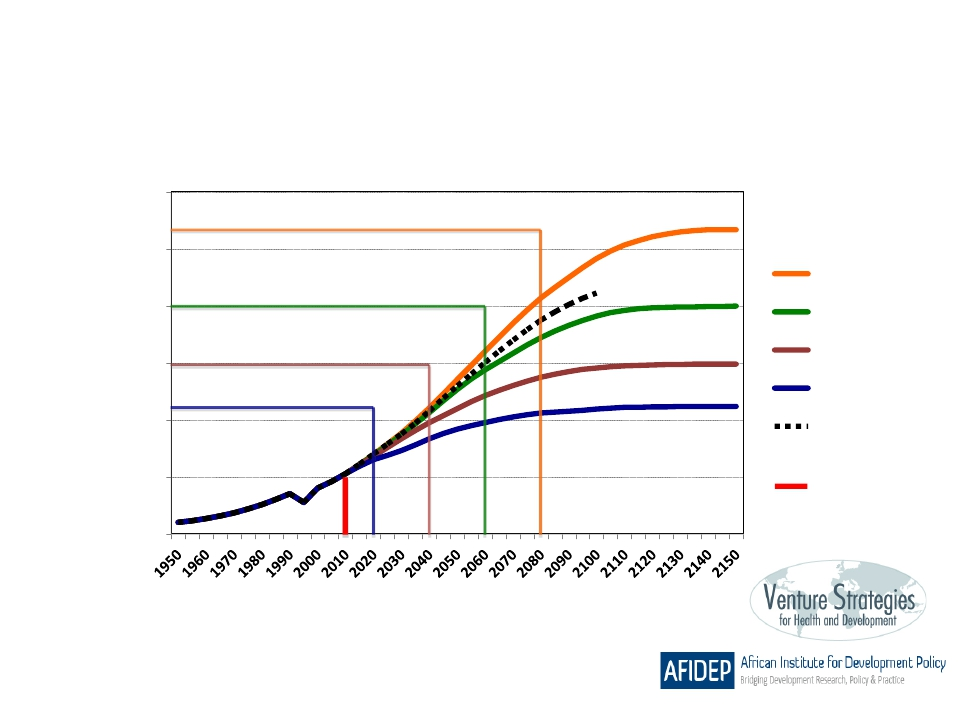 1950 1960 1970 1980 1990 2000 2010 2020 2030 2040 2050 2060 2070 2080 2090 2100 2110 2120 2130 2140 2150
Venture Strategies
for Health and Development
AFIDEP
African Institute for Development Policy
Bridging Development Research, Policy & Practice